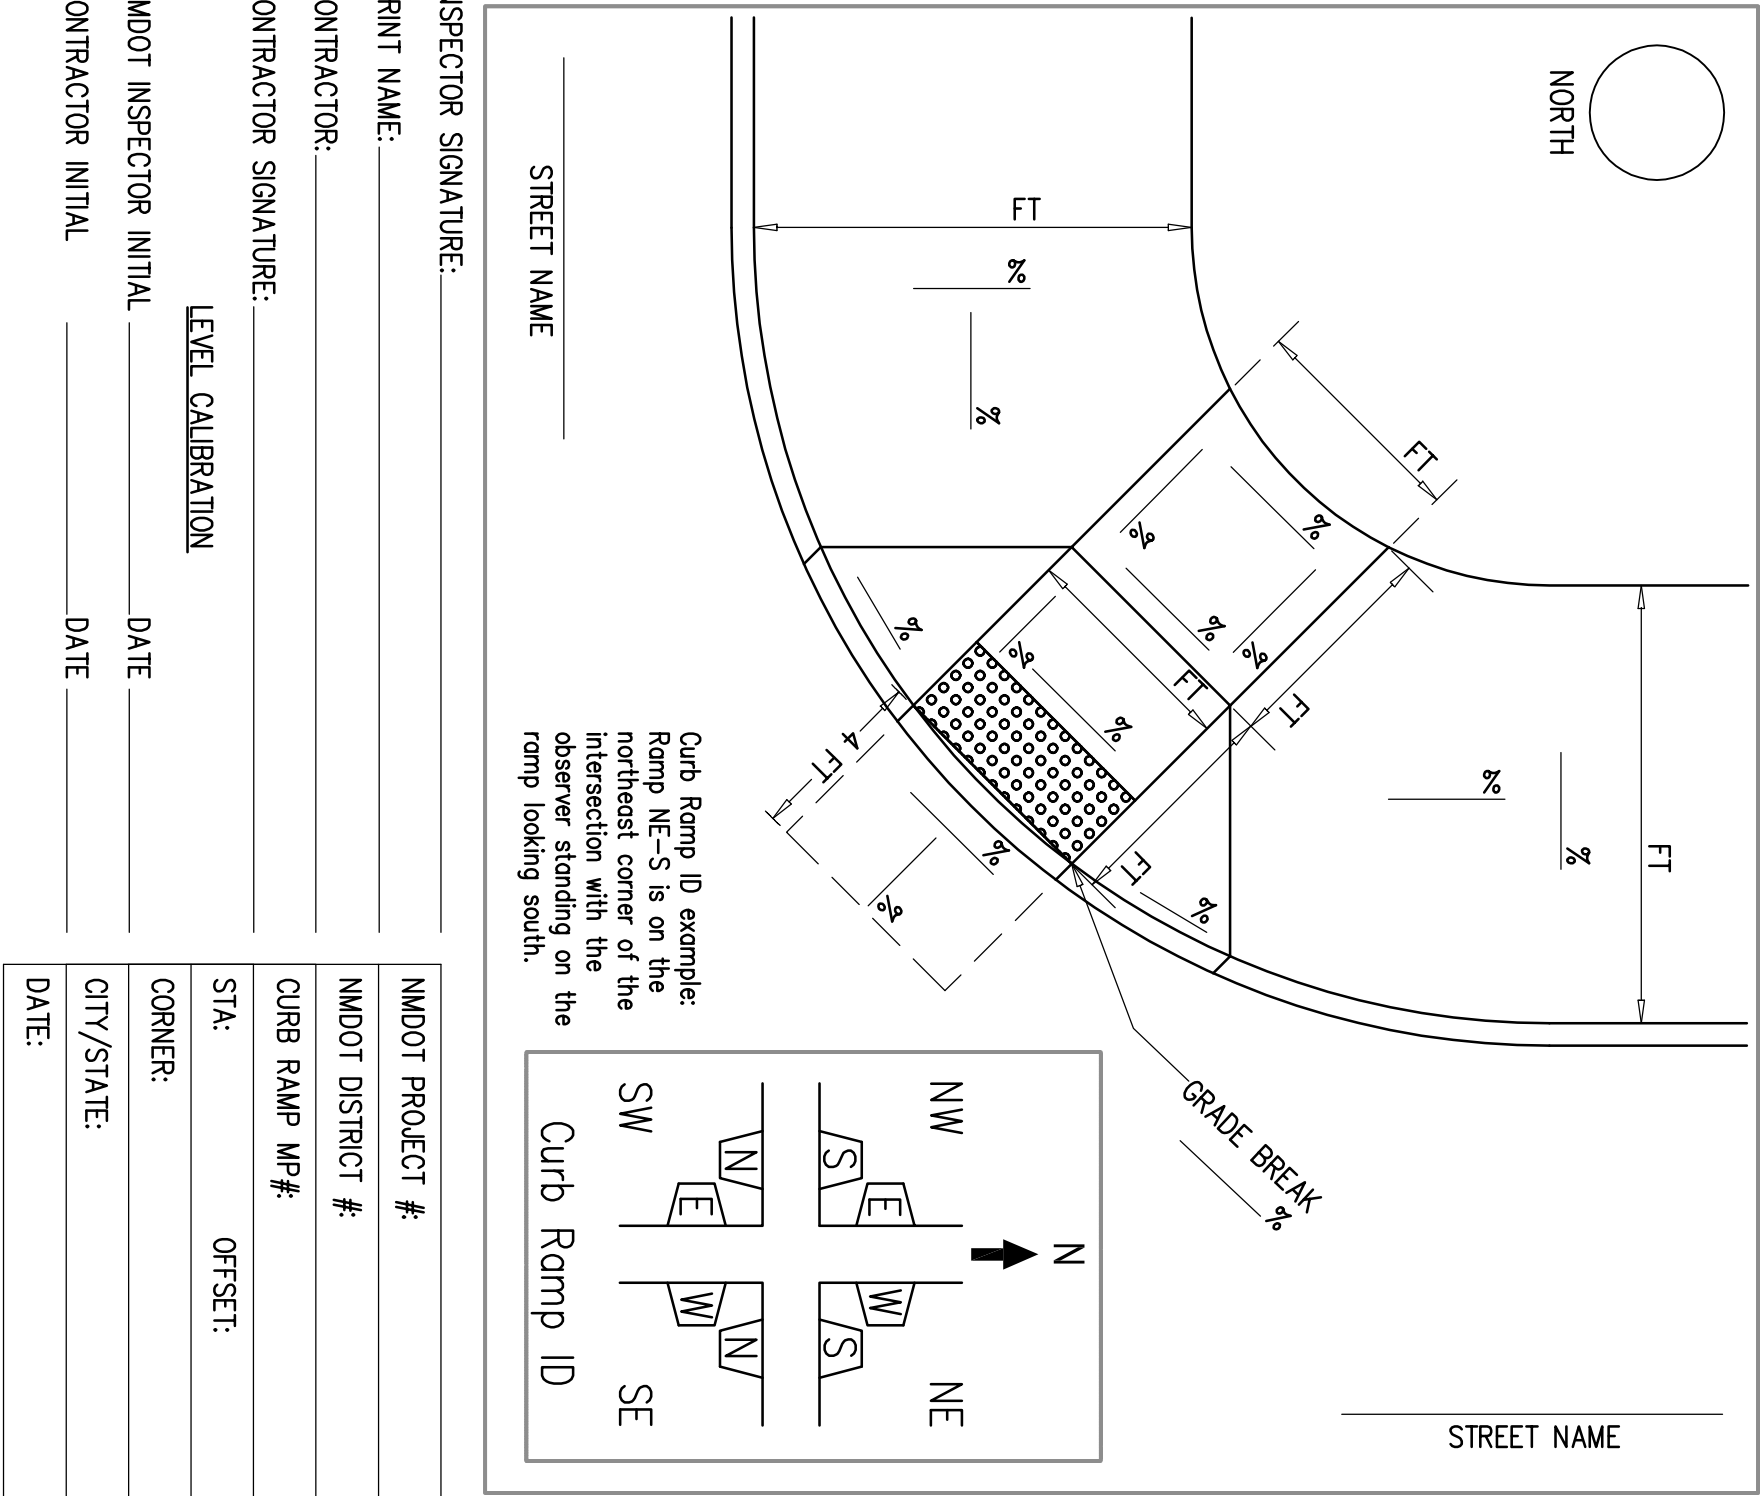 NORTH
FT
%
%
STREET NAME
FT
%
%
%
%
FT
%
%
FT
%
FT
%
%
FT
4 FT
%
%
%
%
FT
GRADE BREAK
%
STREET NAME
Curb Ramp ID example:
Ramp NE-S is on the
northeast corner of the
intersection with the
observer standing on the
ramp looking south.
N
NW
NE
E
W
S
S
N
N
E
W
SW
SE
Curb Ramp ID
NSPECTOR SIGNATURE:
RINT NAME:
ONTRACTOR:
ONTRACTOR SIGNATURE:
LEVEL CALIBRATION
MDOT INSPECTOR INITIAL DATE
ONTRACTOR INITIAL DATE
NMDOT PROJECT #:
NMDOT DISTRICT #:
CURB RAMP MP#:
STA: OFFSET:
CORNER:
CITY/STATE:
DATE: